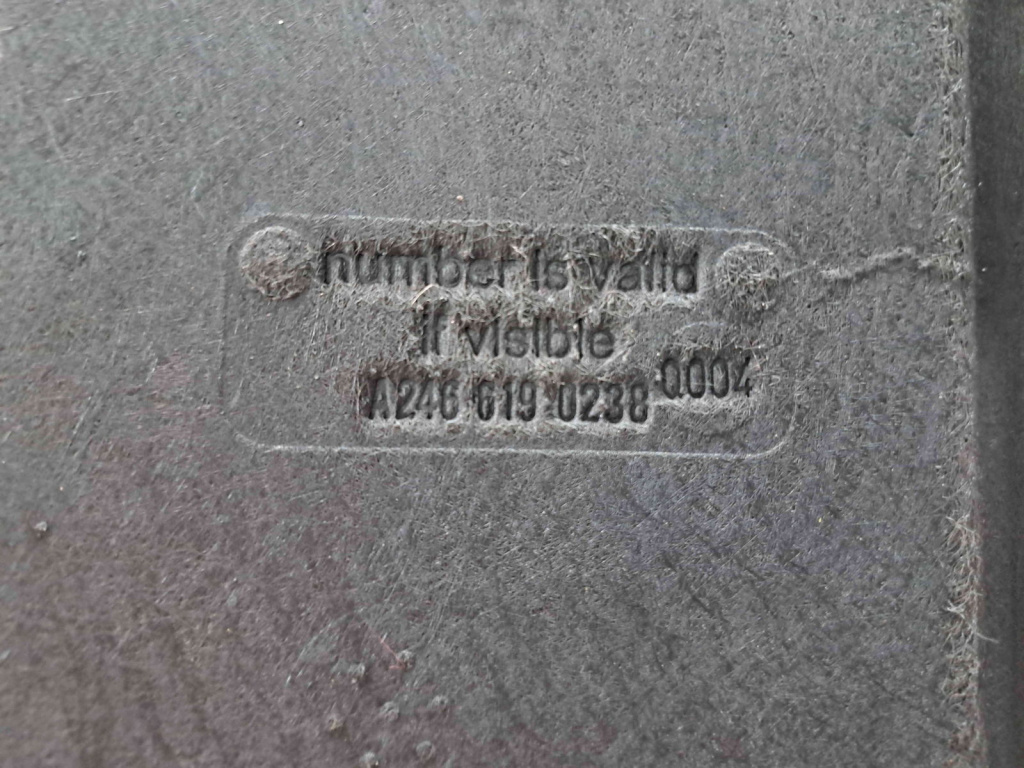 number is valid
if visible
A246 619 0238 0004